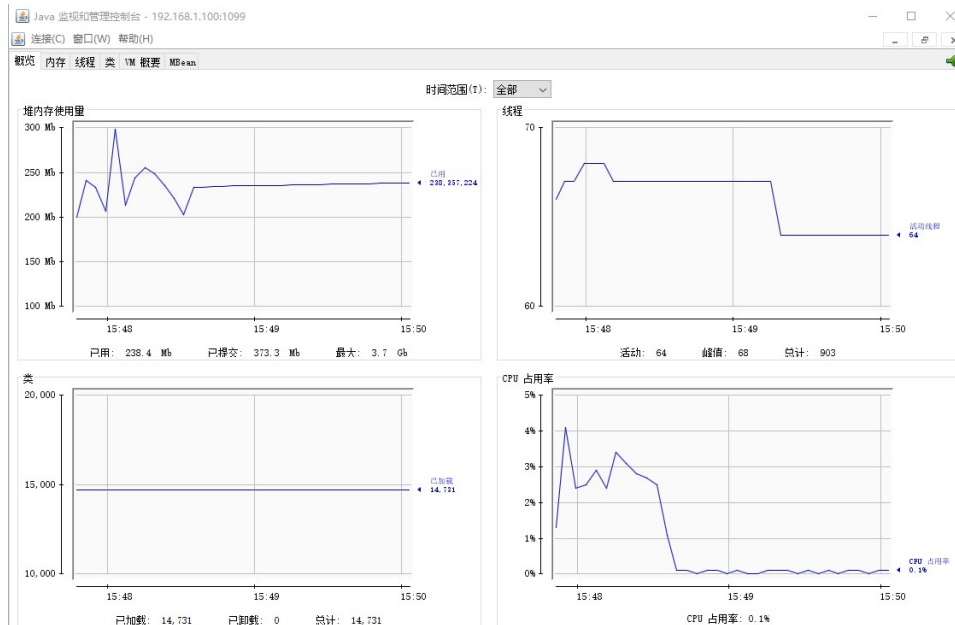 Java 监视和管理控制台 - 192.168.1.100:1099
连接(C) 窗口(W) 帮助(H)
概览 内存 线程 类 VM 概要 MBean
时间范围(T): 全部
堆内存使用量
300 Mb
250 Mb
200 Mb
150 Mb
100 Mb
已用
238,357,224
15:48 15:49 15:50
已用: 238.4 Mb 已提交: 373.3 Mb 最大: 3.7 Gb
线程
70
60
活动线程
64
15:48 15:49 15:50
活动: 64 峰值: 68 总计: 903
类
20,000
15,000
10,000
已加载
14,731
15:48 15:49 15:50
已加载: 14,731 已卸载: 0 总计: 14,731
CPU 占用率
5%
4%
3%
2%
1%
0%
CPU 占用率
0.1%
15:48 15:49 15:50
CPU 占用率: 0.1%